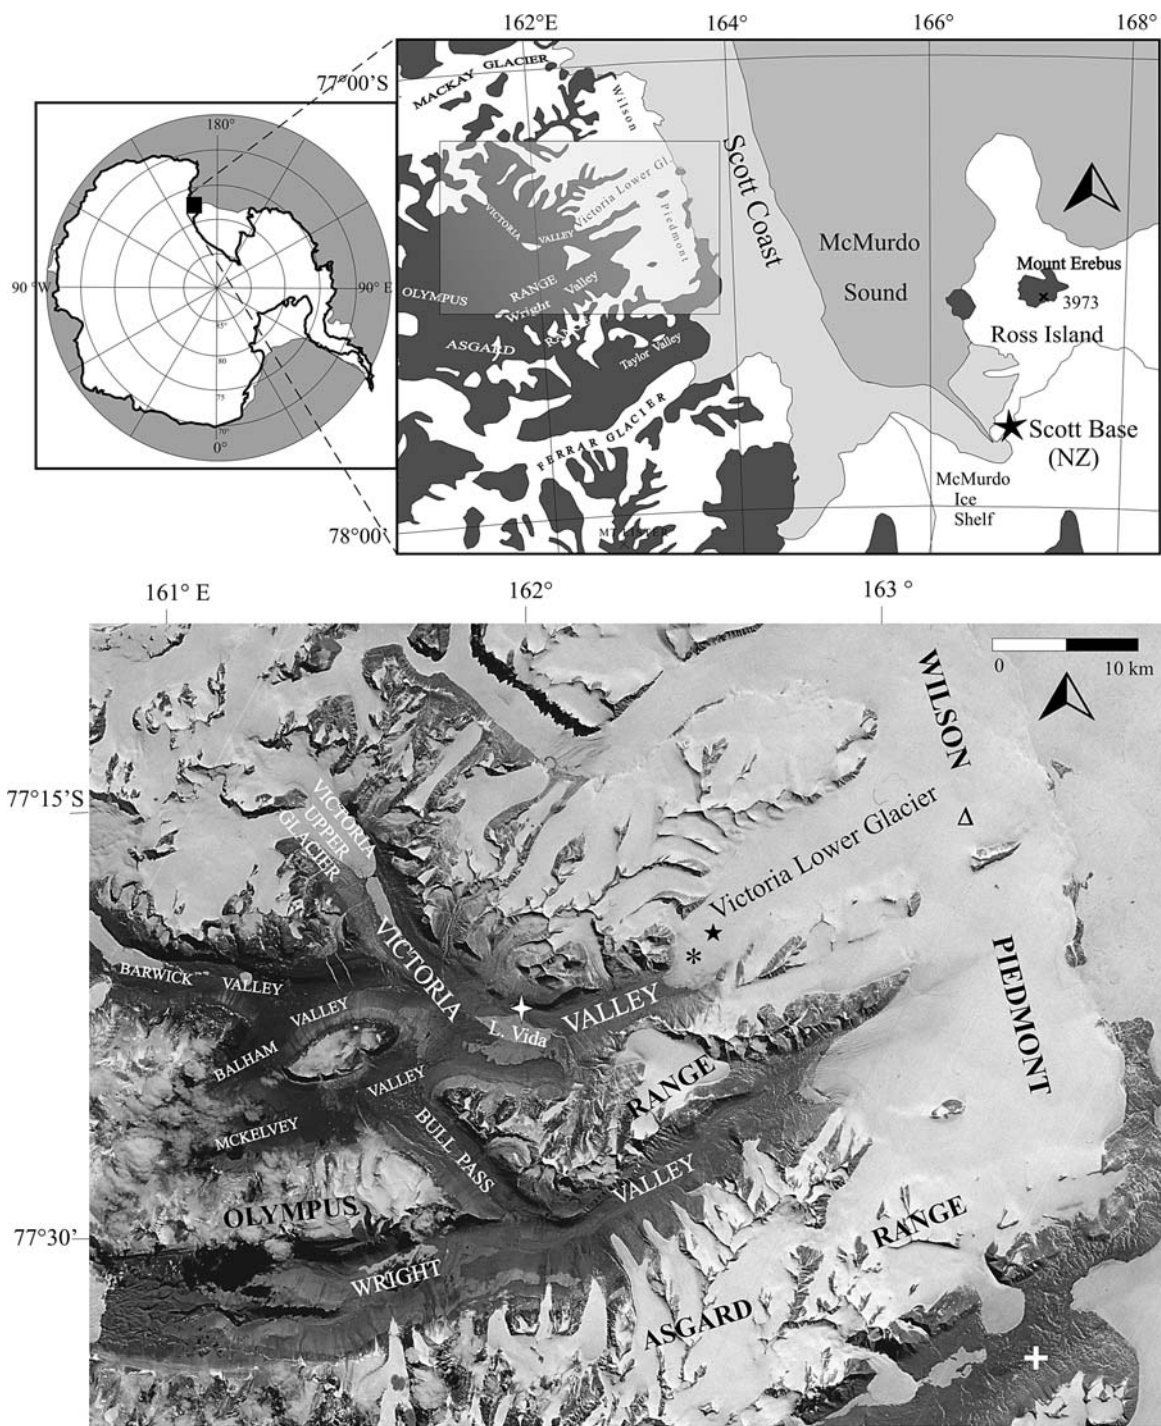 162°E
164°
166°
168°
77°00'S
MACKAY GLACIER
Wilson
Scott Coast
Victoria Lower Gl.
VICTORIA
VALLEY
Piedmont
McMurdo
Sound
Mount Erebus
3973
Ross Island
OLYMPUS
RANGE
Wright Valley
ASGARD
Taylor Valley
FERRAR GLACIER
Scott Base
(NZ)
McMurdo
Ice
Shelf
78°00'
180°
90 °W
90° E
80
75
70°
0°
161° E
162°
163 °
0
10 km
WILSON
77°15'S
VICTORIA
UPPER
GLACIER
Victoria Lower Glacier
PIEDMONT
VICTORIA
VALLEY
BARWICK
VALLEY
L. Vida
VALLEY
BALHAM
VALLEY
MCKELVEY
RANGE
BULL PASS
VALLEY
OLYMPUS
77°30'
WRIGHT
RANGE
ASGARD